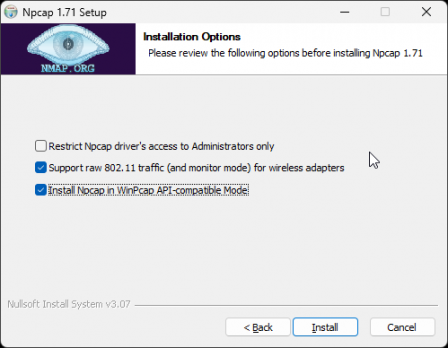 Npcap 1.71 Setup
Installation Options
Please review the following options before installing Npcap 1.71
NMAP.ORG
Restrict Npcap driver's access to Administrators only
Support raw 802.11 traffic (and monitor mode) for wireless adapters
Install Npcap in WinPcap API-compatible Mode
Nullsoft Install System v3.07
< Back
Install
Cancel